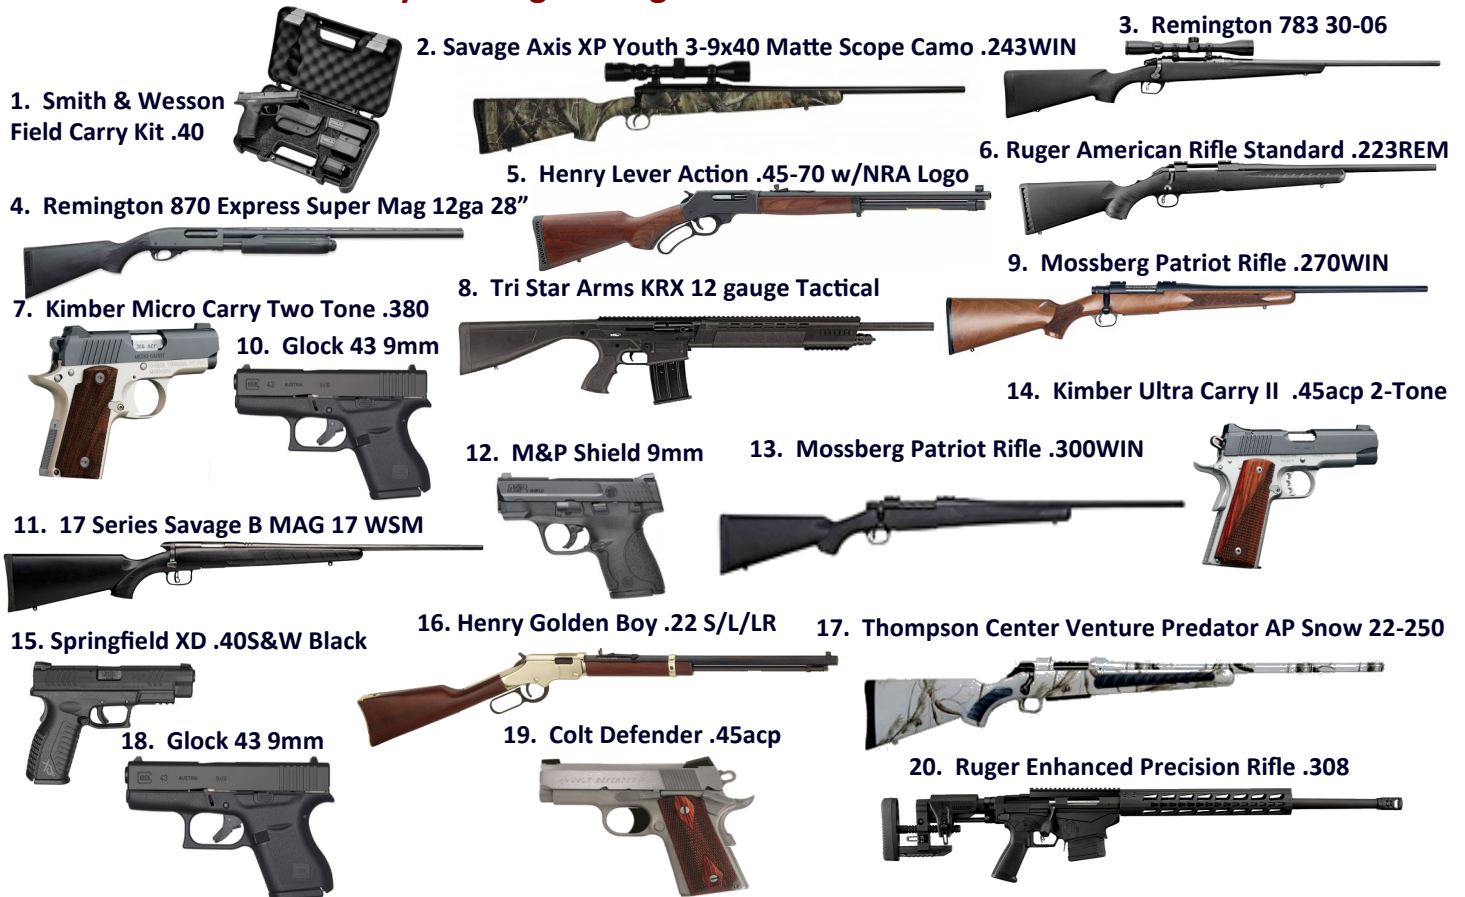 1. Smith & Wesson
Field Carry Kit .40
2. Savage Axis XP Youth 3-9x40 Matte Scope Camo .243WIN
3. Remington 783 30-06
4. Remington 870 Express Super Mag 12ga 28”
5. Henry Lever Action .45-70 w/NRA Logo
6. Ruger American Rifle Standard .223REM
7. Kimber Micro Carry Two Tone .380
8. Tri Star Arms KRX 12 gauge Tactical
9. Mossberg Patriot Rifle .270WIN
10. Glock 43 9mm
11. 17 Series Savage B MAG 17 WSM
12. M&P Shield 9mm
13. Mossberg Patriot Rifle .300WIN
14. Kimber Ultra Carry II .45acp 2-Tone
15. Springfield XD .40S&W Black
16. Henry Golden Boy .22 S/L/LR
17. Thompson Center Venture Predator AP Snow 22-250
18. Glock 43 9mm
43 AUSTRIA
19. Colt Defender .45acp
COLT DEFENDER
20. Ruger Enhanced Precision Rifle .308